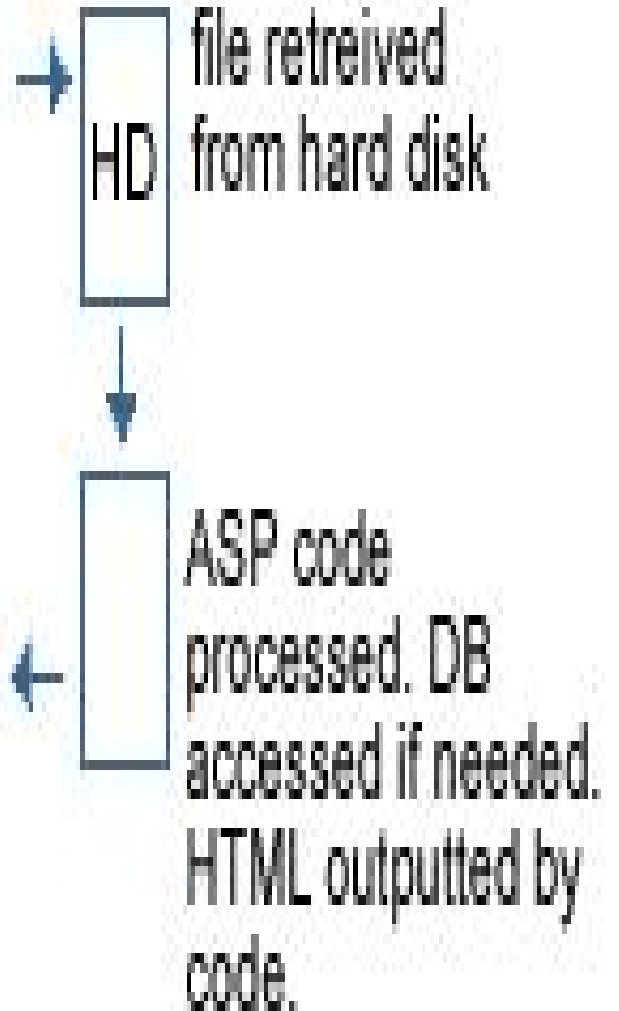 file retreived
HD from hard disk
ASP code
processed. DB
accessed if needed.
HTML outputted by
code.